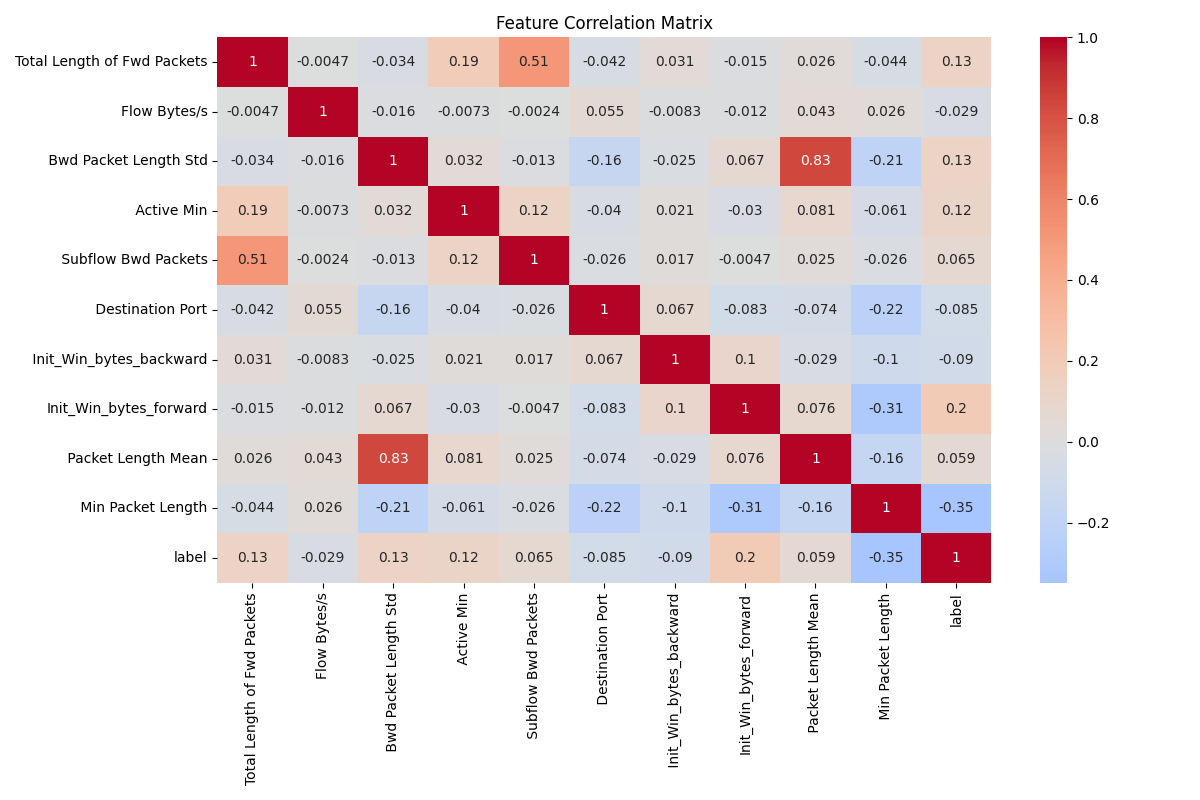 Feature Correlation Matrix
Total Length of Fwd Packets 1 -0.0047 -0.034 0.19 0.51 -0.042 0.031 -0.015 0.026 -0.044 0.13
Flow Bytes/s -0.0047 1 -0.016 -0.0073 -0.0024 0.055 -0.0083 -0.012 0.043 0.026 -0.029
Bwd Packet Length Std -0.034 -0.016 1 0.032 -0.013 -0.16 -0.025 0.067 0.83 -0.21 0.13
Active Min 0.19 -0.0073 0.032 1 0.12 -0.04 0.021 -0.03 0.081 -0.061 0.12
Subflow Bwd Packets 0.51 -0.0024 -0.013 0.12 1 -0.026 0.017 -0.0047 0.025 -0.026 0.065
Destination Port -0.042 0.055 -0.16 -0.04 -0.026 1 0.067 -0.083 -0.074 -0.22 -0.085
Init_Win_bytes_backward 0.031 -0.0083 -0.025 0.021 0.017 0.067 1 0.1 -0.029 -0.1 -0.09
Init_Win_bytes_forward -0.015 -0.012 0.067 -0.03 -0.0047 -0.083 0.1 1 0.076 -0.31 0.2
Packet Length Mean 0.026 0.043 0.83 0.081 0.025 -0.074 -0.029 0.076 1 -0.16 0.059
Min Packet Length -0.044 0.026 -0.21 -0.061 -0.026 -0.22 -0.1 -0.31 -0.16 1 -0.35
label 0.13 -0.029 0.13 0.12 0.065 -0.085 -0.09 0.2 0.059 -0.35 1
Total Length of Fwd Packets
Flow Bytes/s
Bwd Packet Length Std
Active Min
Subflow Bwd Packets
Destination Port
Init_Win_bytes_backward
Init_Win_bytes_forward
Packet Length Mean
Min Packet Length
label
1.0
0.8
0.6
0.4
0.2
0.0
−0.2